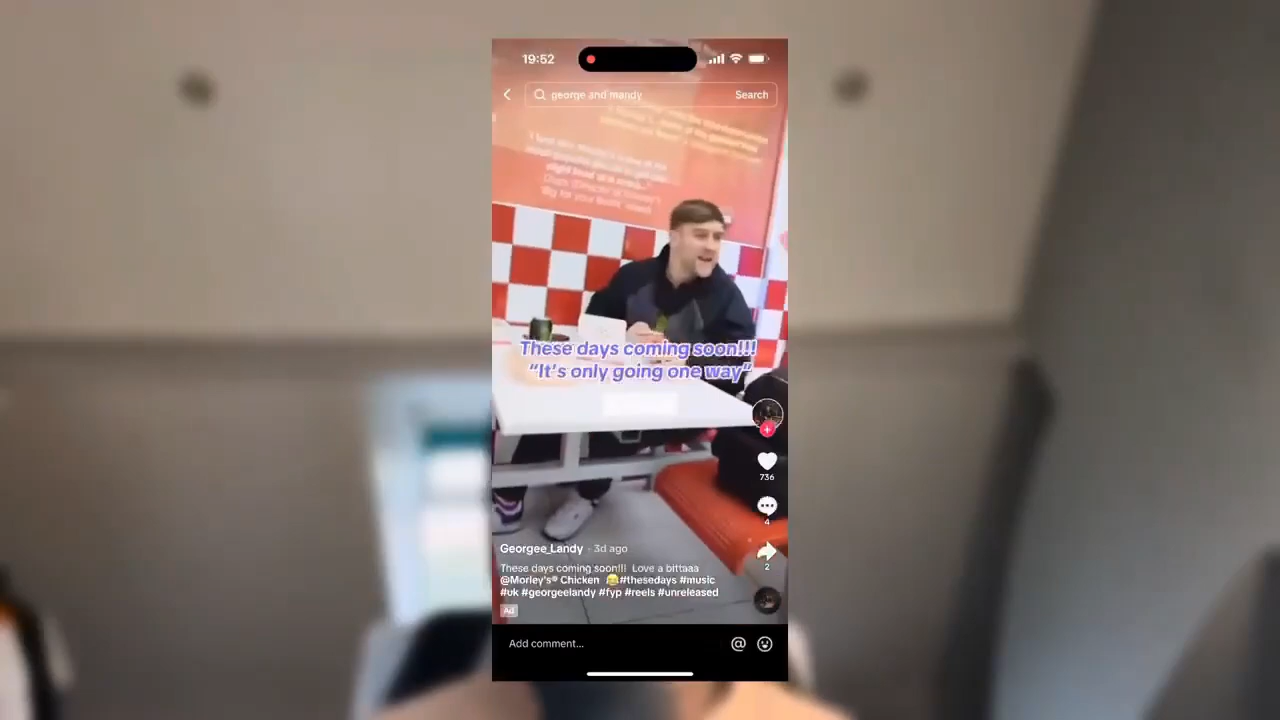 19:52
george and mandy
Search
These days coming soon!!!
"It's only going one way"
736
4
2
Georgee_Landy · 3d ago
These days coming soon!!! Love a bittaaa
@Morley's® Chicken 😂#thesedays #music
#uk #georgeelandy #fyp #reels #unreleased
Ad
Add comment...